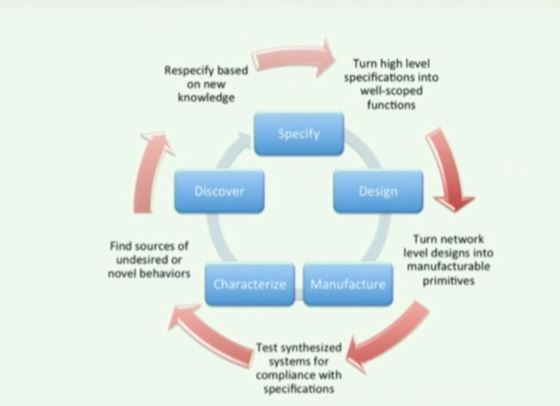 Respecify based
on new
knowledge
Turn high level
specifications into
well-scoped
functions
Specify
Discover
Design
Find sources of
undesired or
novel behaviors
Turn network
level designs into
manufacturable
primitives
Characterize
Manufacture
Test synthesized
systems for
compliance with
specifications